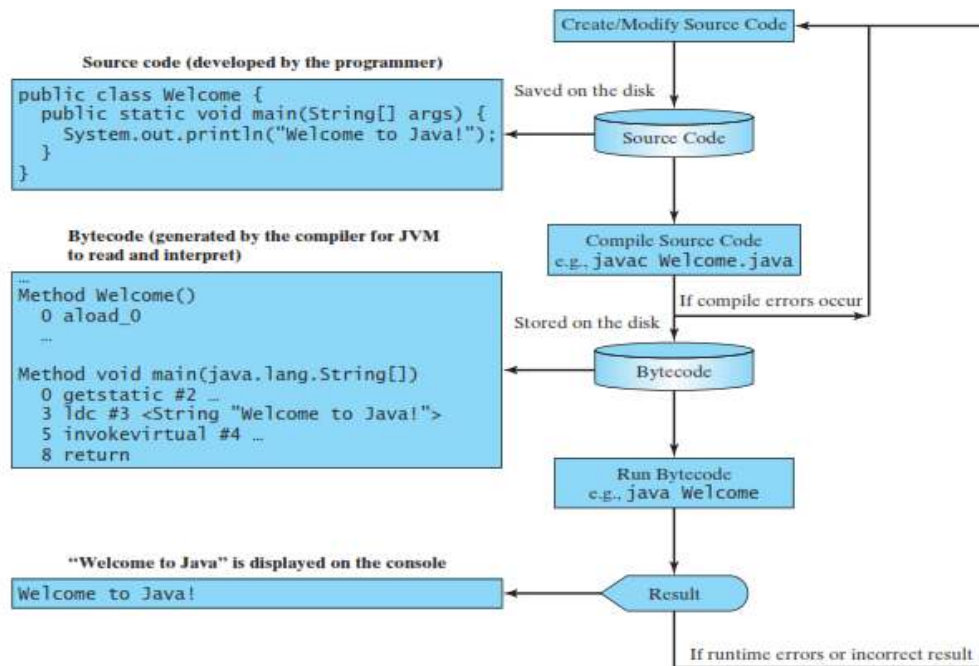 Create/Modify Source Code
Source code (developed by the programmer)
public class Welcome {
public static void main(String[] args) {
System.out.println("Welcome to Java!");
}
}
Saved on the disk
Source Code
Compile Source Code
e.g., javac Welcome.java
If compile errors occur
Bytecode (generated by the compiler for JVM
to read and interpret)
…
Method Welcome()
0 aload_0
…
Method void main(java.lang.String[])
0 getstatic #2 …
3 ldc #3 <String "Welcome to Java!">
5 invokevirtual #4 …
8 return
Stored on the disk
Bytecode
Run Bytecode
e.g., java Welcome
“Welcome to Java” is displayed on the console
Welcome to Java!
Result
If runtime errors or incorrect result